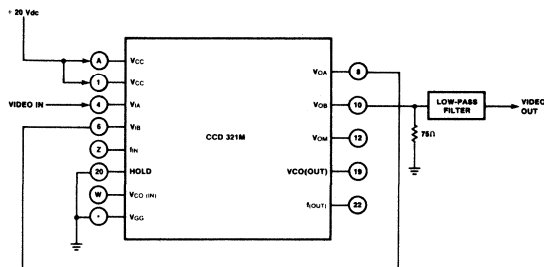 + 20 Vdc
A VCC
1 VCC
VIDEO IN 4 VIA
6 VIB
Z fIN
20 HOLD
W VCO (IN)
* VGG
CCD 321M
VOA 8
VOB 10
VOM 12
VCO(OUT) 19
f(OUT) 22
LOW-PASS
FILTER
VIDEO
OUT
75Ω